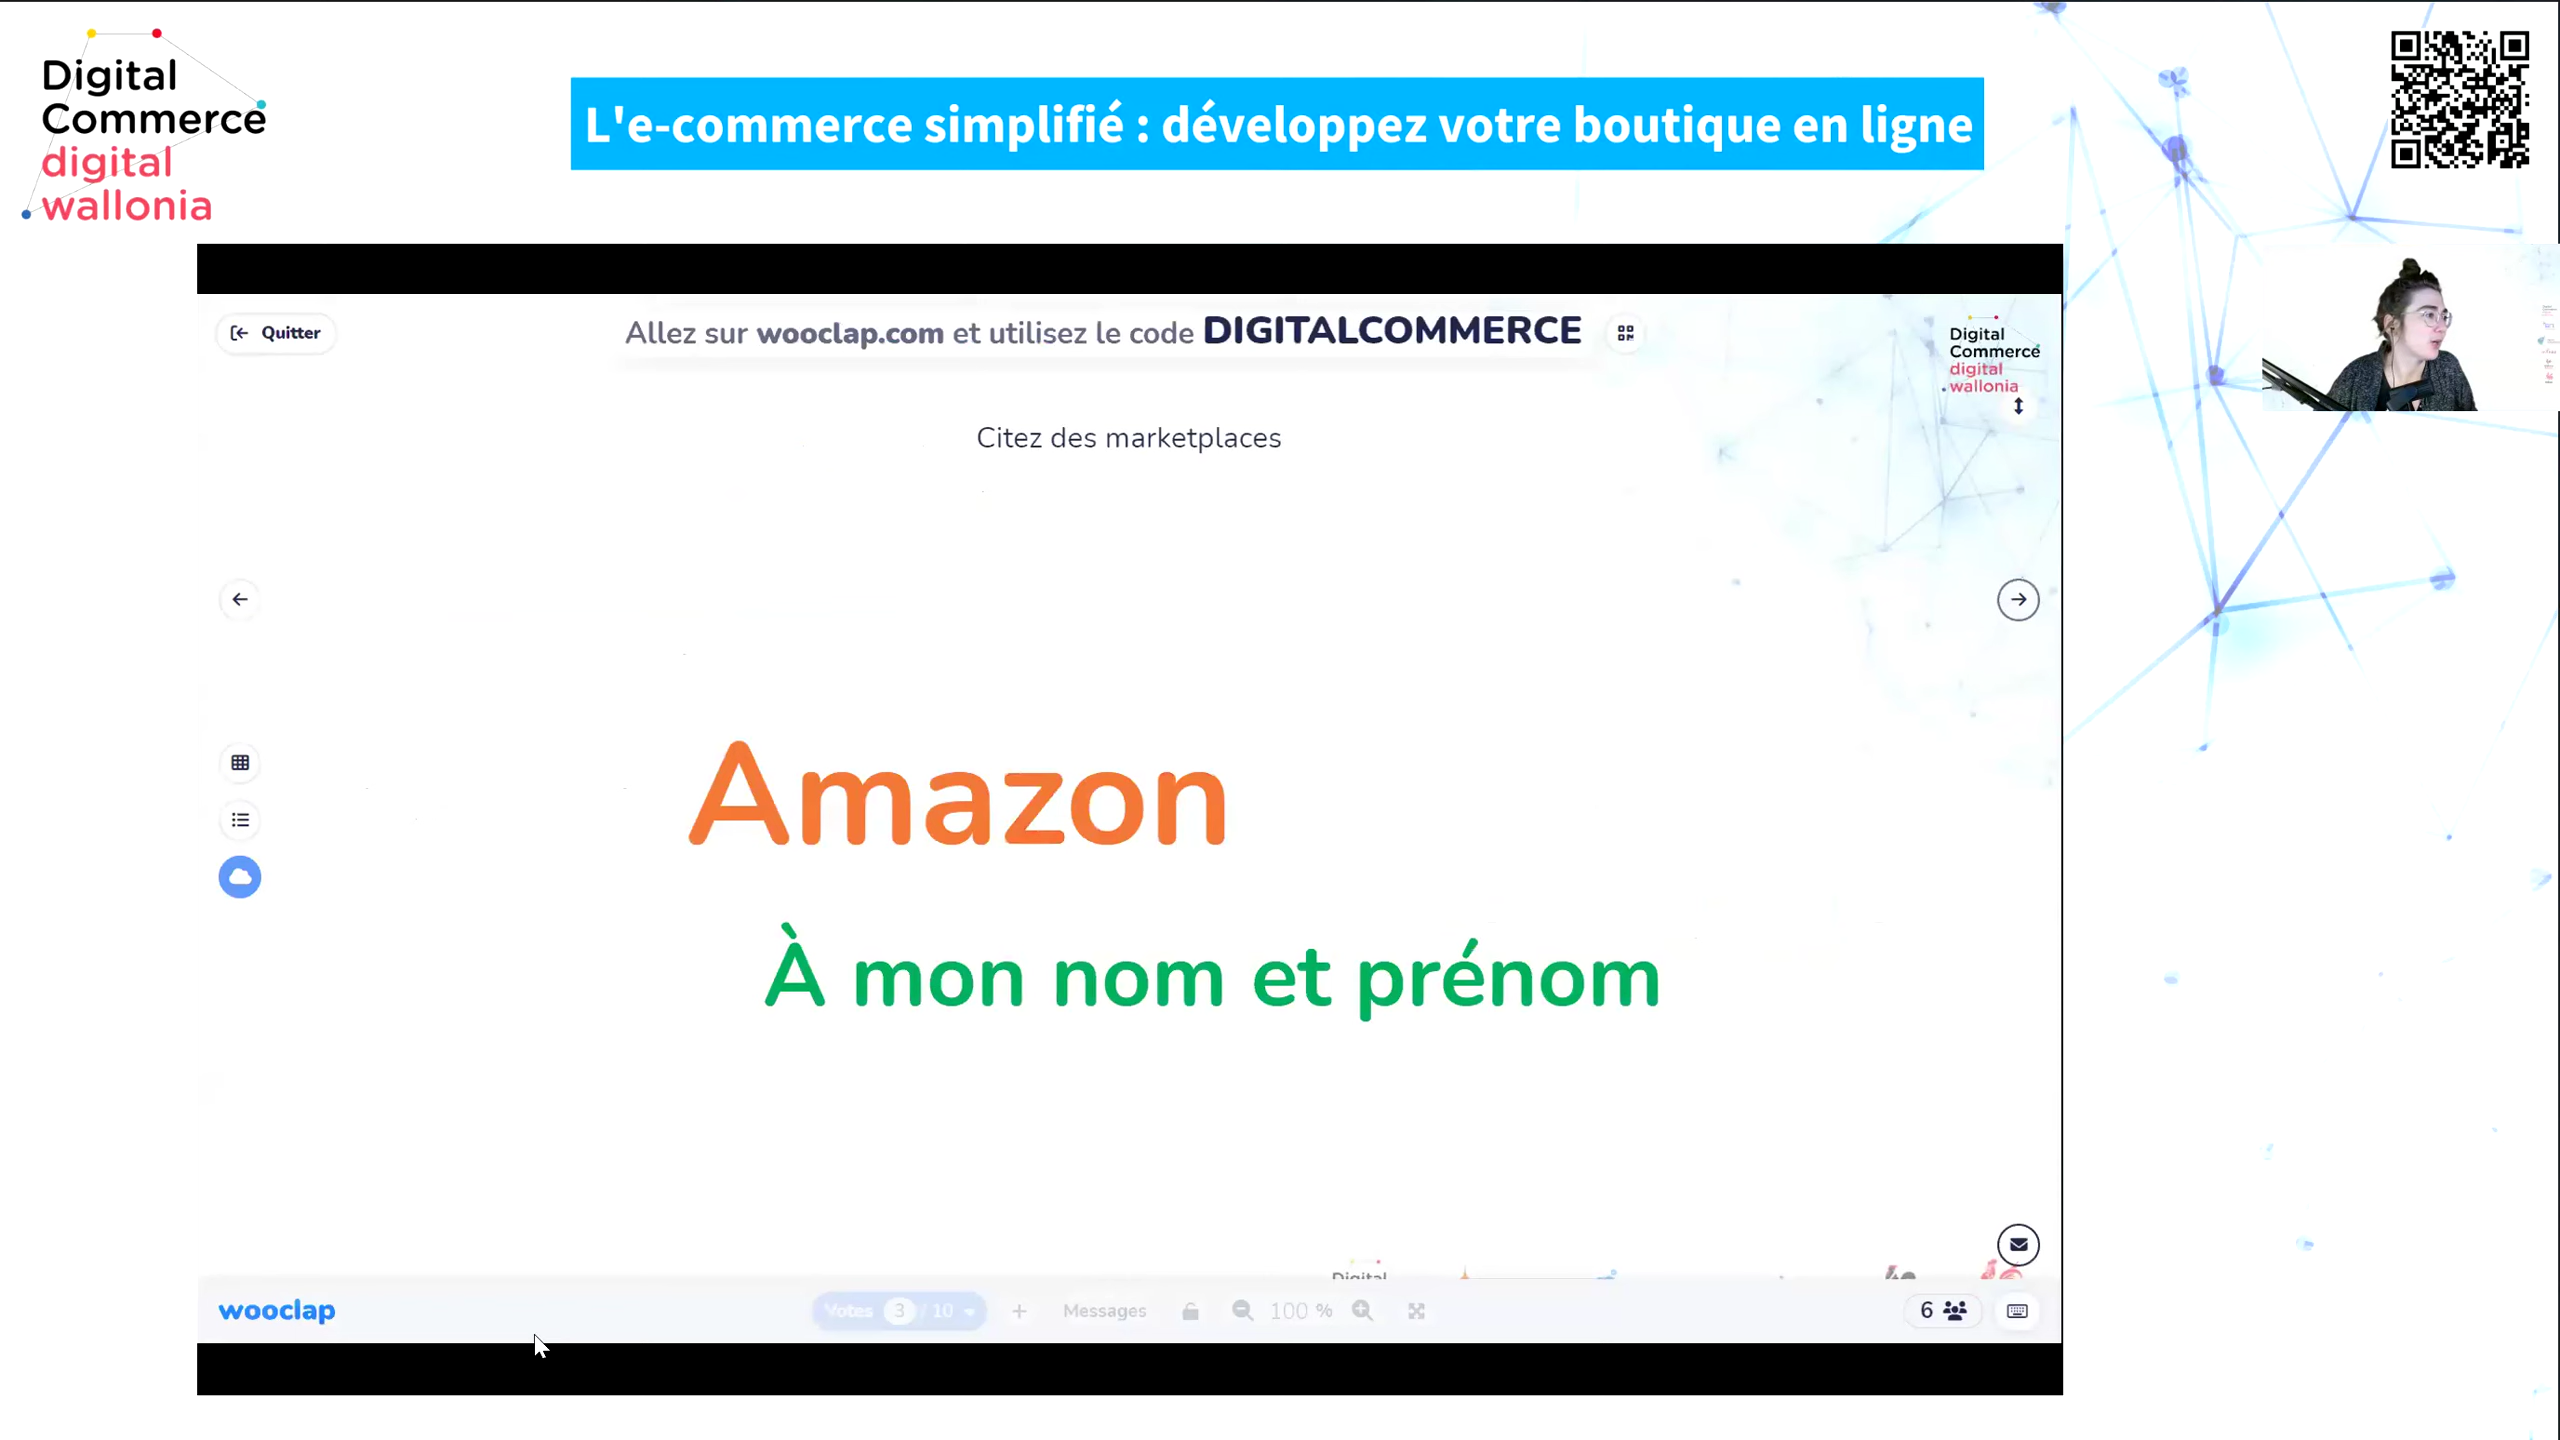 Digital
Commerce
digital
wallonia
L'e-commerce simplifié : développez votre boutique en ligne
Quitter
Allez sur wooclap.com et utilisez le code DIGITALCOMMERCE
Digital
Commerce
digital
wallonia
Citez des marketplaces
Amazon
À mon nom et prénom
Digital
wooclap
Votes 3 / 10
+
Messages
100 %
6